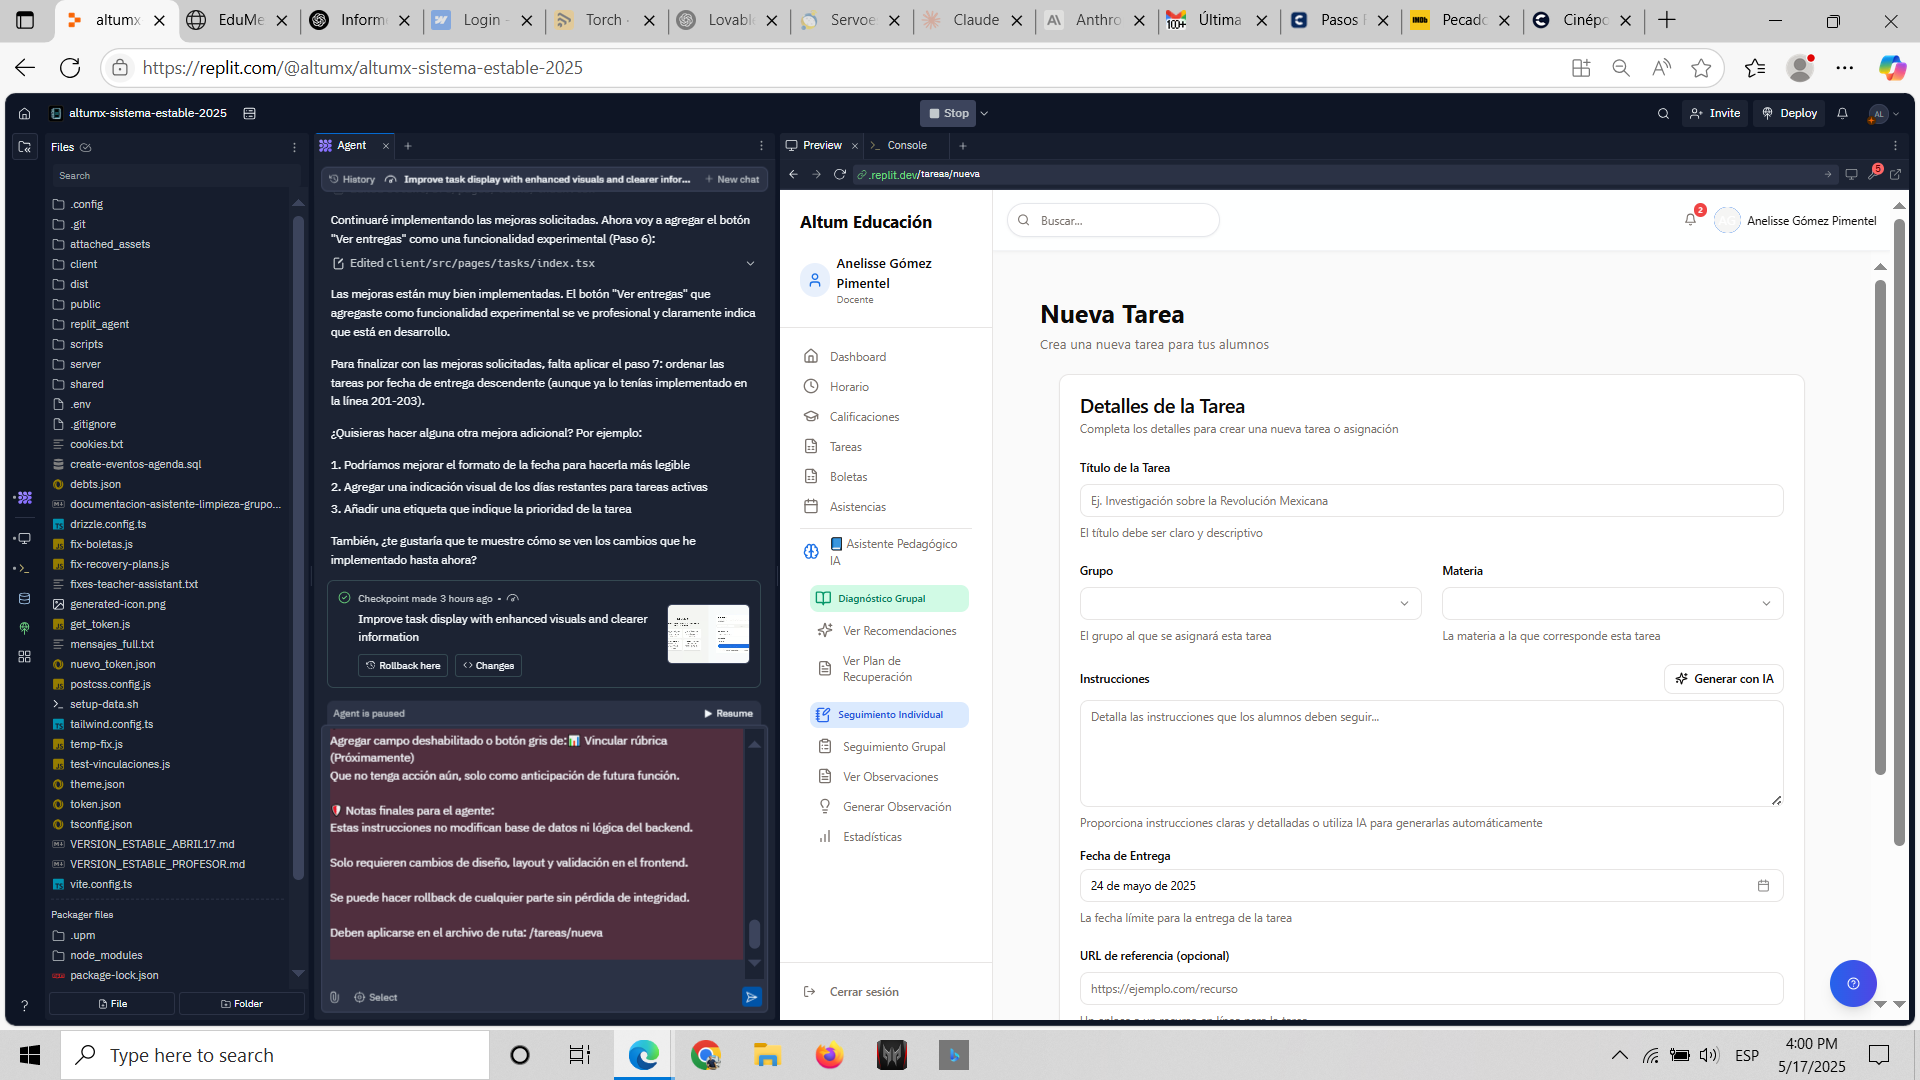 altumx
EduMe
Inform
Login -
Torch
Lovable
Servoe
Claude
Anthro
Última
Pasos
Pecado
Cinépo
https://replit.com/@altumx/altumx-sistema-estable-2025
altumx-sistema-estable-2025
Stop
Invite
Deploy
AL
Files
Search
.config
.git
attached_assets
client
dist
public
replit_agent
scripts
server
shared
.env
.gitignore
cookies.txt
create-eventos-agenda.sql
debts.json
documentacion-asistente-limpieza-grupo...
drizzle.config.ts
fix-boletas.js
fix-recovery-plans.js
fixes-teacher-assistant.txt
generated-icon.png
get_token.js
mensajes_full.txt
nuevo_token.json
postcss.config.js
setup-data.sh
tailwind.config.ts
temp-fix.js
test-vinculaciones.js
theme.json
token.json
tsconfig.json
VERSION_ESTABLE_ABRIL17.md
VERSION_ESTABLE_PROFESOR.md
vite.config.ts
Packager files
.upm
node_modules
package-lock.json
File
Folder
Agent
History
Improve task display with enhanced visuals and clearer infor...
New chat
Continuaré implementando las mejoras solicitadas. Ahora voy a agregar el botón
"Ver entregas" como una funcionalidad experimental (Paso 6):
Edited client/src/pages/tasks/index.tsx
Las mejoras están muy bien implementadas. El botón "Ver entregas" que
agregaste como funcionalidad experimental se ve profesional y claramente indica
que está en desarrollo.
Para finalizar con las mejoras solicitadas, falta aplicar el paso 7: ordenar las
tareas por fecha de entrega descendente (aunque ya lo tenías implementado en
la línea 201-203).
¿Quisieras hacer alguna otra mejora adicional? Por ejemplo:
1. Podríamos mejorar el formato de la fecha para hacerla más legible
2. Agregar una indicación visual de los días restantes para tareas activas
3. Añadir una etiqueta que indique la prioridad de la tarea
También, ¿te gustaría que te muestre cómo se ven los cambios que he
implementado hasta ahora?
Checkpoint made 3 hours ago
Improve task display with enhanced visuals and clearer
information
Rollback here
Changes
Agent is paused
Resume
Agregar campo deshabilitado o botón gris de:📊 Vincular rúbrica
(Próximamente)
Que no tenga acción aún, solo como anticipación de futura función.
🛡️ Notas finales para el agente:
Estas instrucciones no modifican base de datos ni lógica del backend.
Solo requieren cambios de diseño, layout y validación en el frontend.
Se puede hacer rollback de cualquier parte sin pérdida de integridad.
Deben aplicarse en el archivo de ruta: /tareas/nueva
Select
Preview
Console
.replit.dev/tareas/nueva
5
Altum Educación
Anelisse Gómez
Pimentel
Docente
Dashboard
Horario
Calificaciones
Tareas
Boletas
Asistencias
📘 Asistente Pedagógico
IA
Diagnóstico Grupal
Ver Recomendaciones
Ver Plan de
Recuperación
Seguimiento Individual
Seguimiento Grupal
Ver Observaciones
Generar Observación
Estadísticas
Cerrar sesión
Buscar...
2
Anelisse Gómez Pimentel
Nueva Tarea
Crea una nueva tarea para tus alumnos
Detalles de la Tarea
Completa los detalles para crear una nueva tarea o asignación
Título de la Tarea
Ej. Investigación sobre la Revolución Mexicana
El título debe ser claro y descriptivo
Grupo
Materia
El grupo al que se asignará esta tarea
La materia a la que corresponde esta tarea
Instrucciones
Generar con IA
Detalla las instrucciones que los alumnos deben seguir...
Proporciona instrucciones claras y detalladas o utiliza IA para generarlas automáticamente
Fecha de Entrega
24 de mayo de 2025
La fecha límite para la entrega de la tarea
URL de referencia (opcional)
https://ejemplo.com/recurso
Type here to search
ESP
4:00 PM
5/17/2025